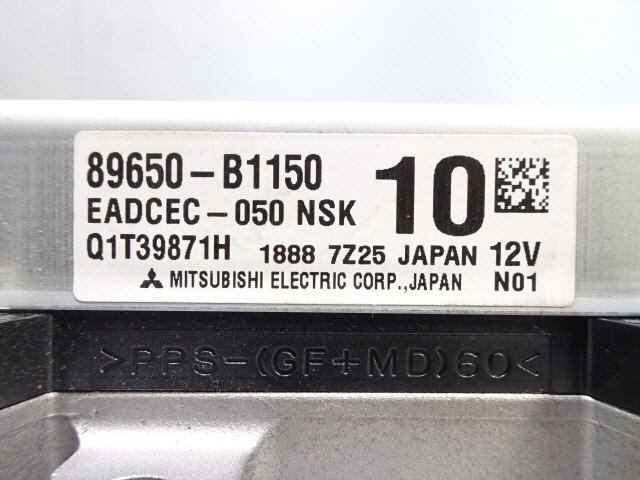 89650-B1150 10
EADCEC-050 NSK
Q1T39871H 1888 7Z25 JAPAN 12V
MITSUBISHI ELECTRIC CORP.,JAPAN N01
>PPS-(GF+MD)60<